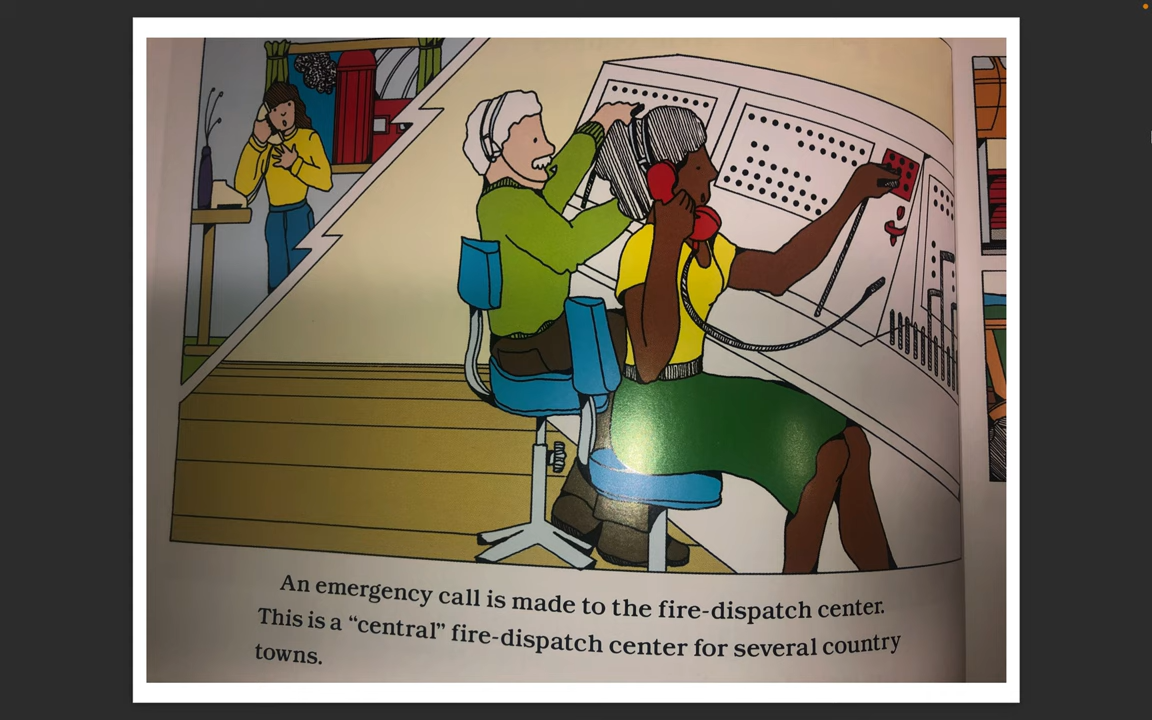 An emergency call is made to the fire-dispatch center.
This is a “central” fire-dispatch center for several country
towns.